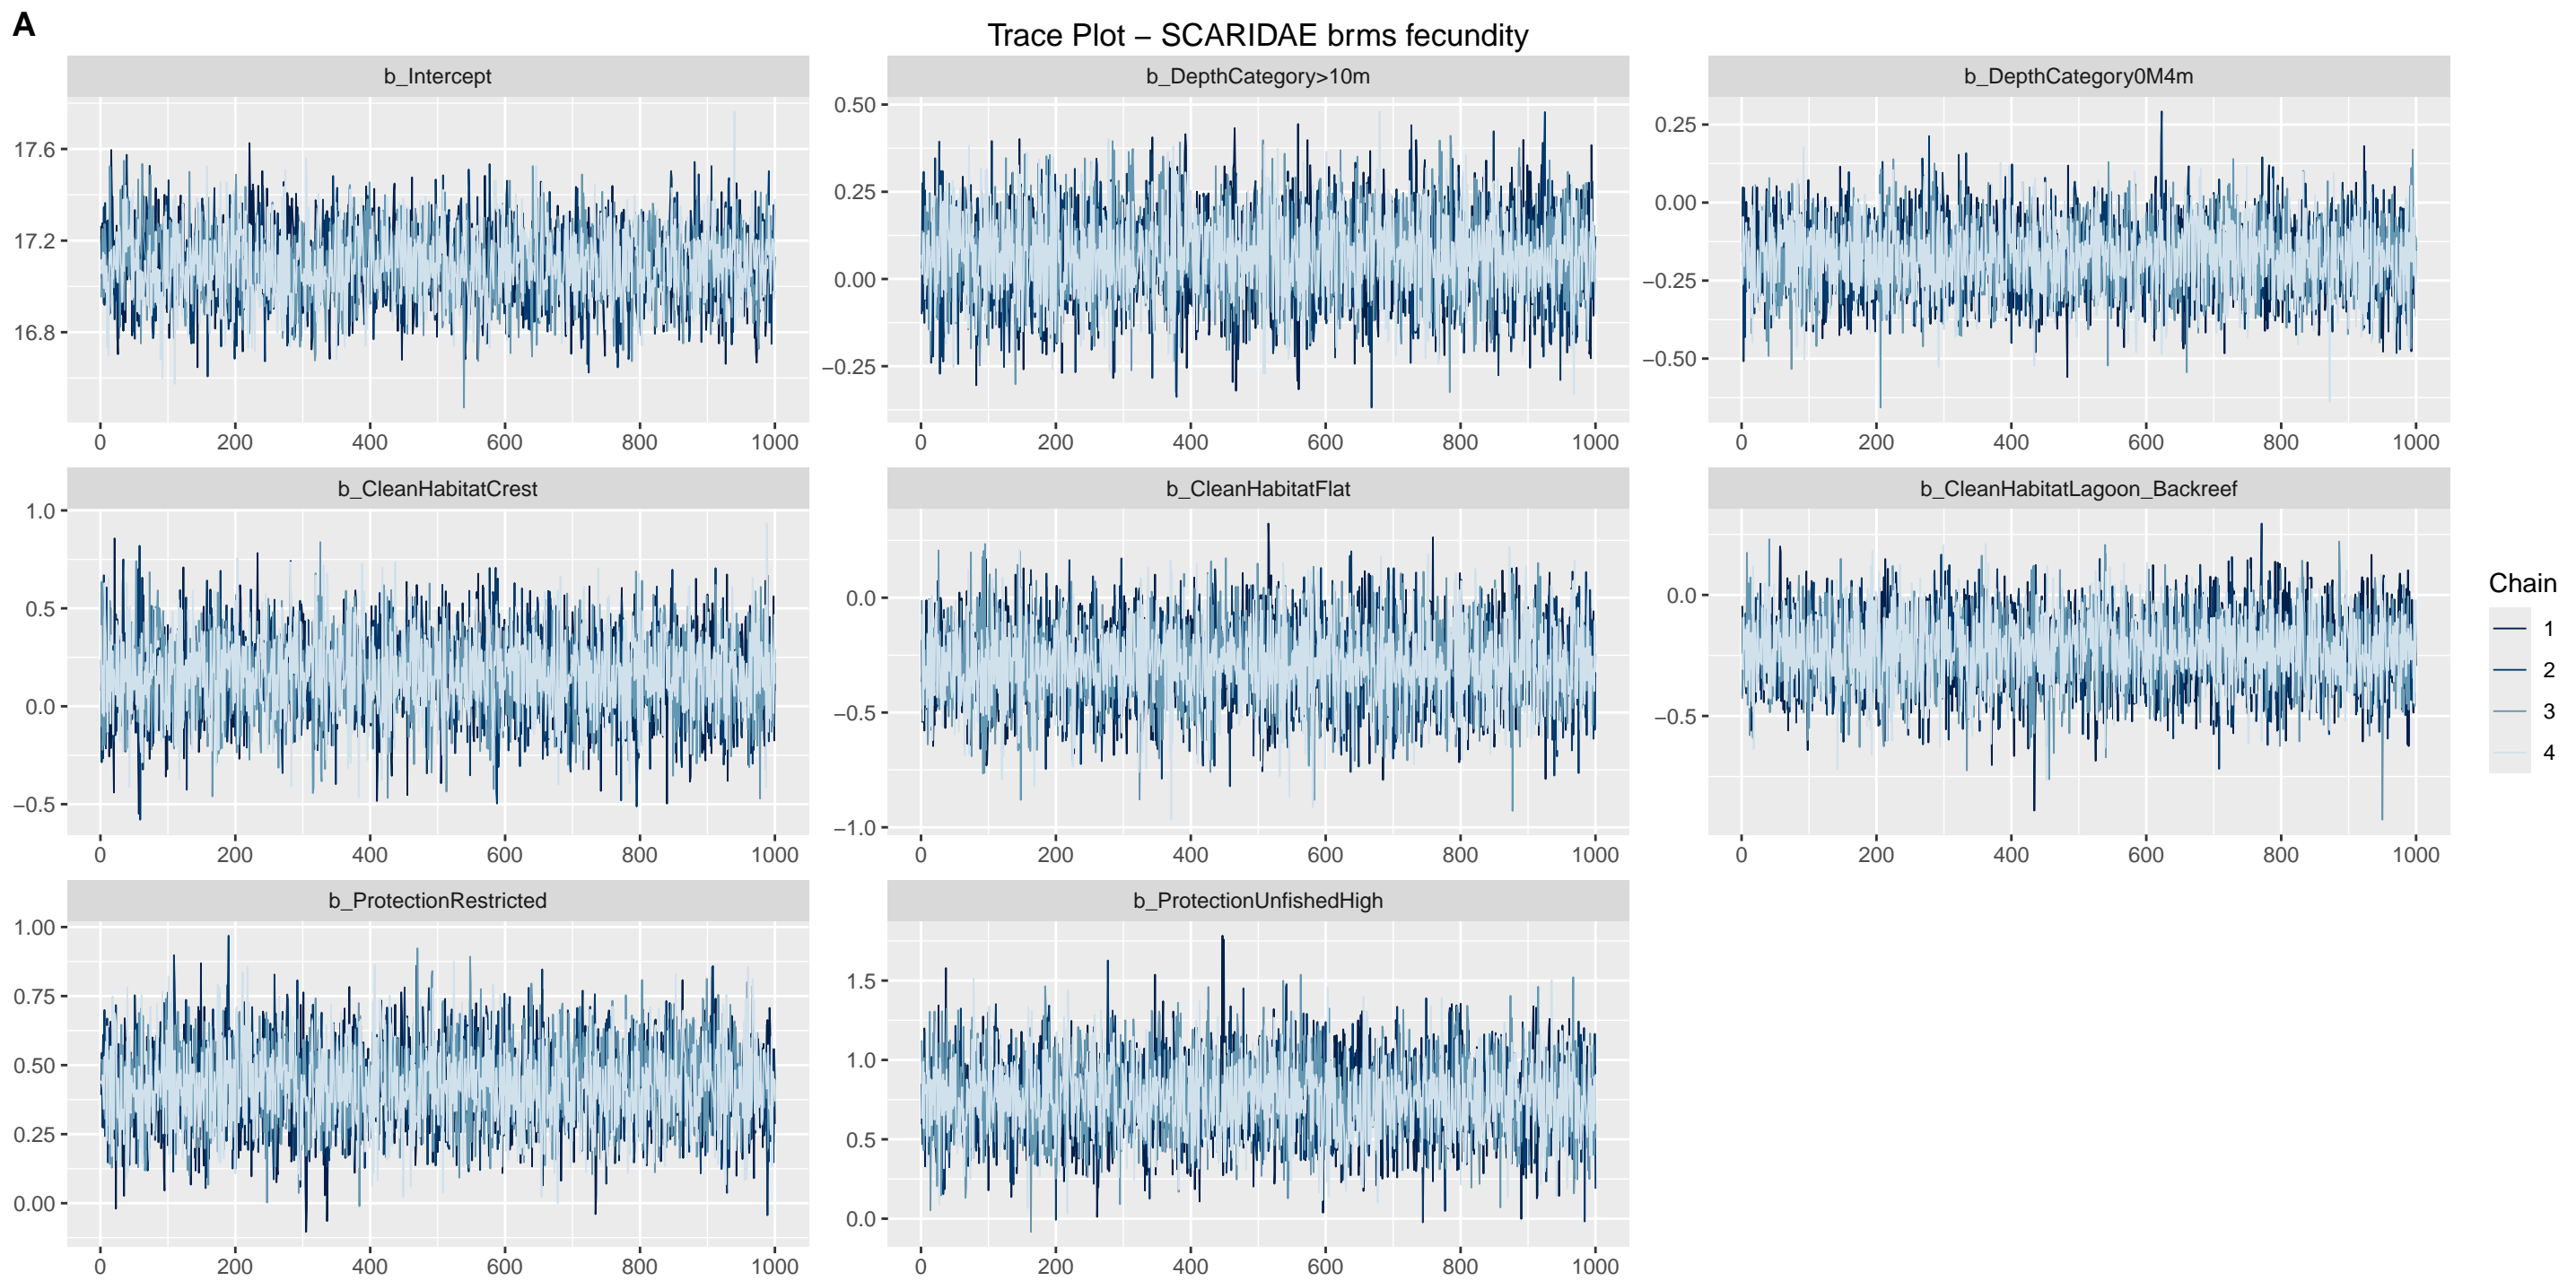 A
Trace Plot – SCARIDAE brms fecundity
b_Intercept
b_DepthCategory>10m
b_DepthCategory0M4m
17.6
17.2
16.8
0.50
0.25
0.00
−0.25
0.25
0.00
−0.25
−0.50
0 200 400 600 800 1000
0 200 400 600 800 1000
0 200 400 600 800 1000
b_CleanHabitatCrest
b_CleanHabitatFlat
b_CleanHabitatLagoon_Backreef
1.0
0.5
0.0
−0.5
0.0
−0.5
−1.0
0.0
−0.5
0 200 400 600 800 1000
0 200 400 600 800 1000
0 200 400 600 800 1000
b_ProtectionRestricted
b_ProtectionUnfishedHigh
1.00
0.75
0.50
0.25
0.00
1.5
1.0
0.5
0.0
0 200 400 600 800 1000
0 200 400 600 800 1000
Chain
1
2
3
4